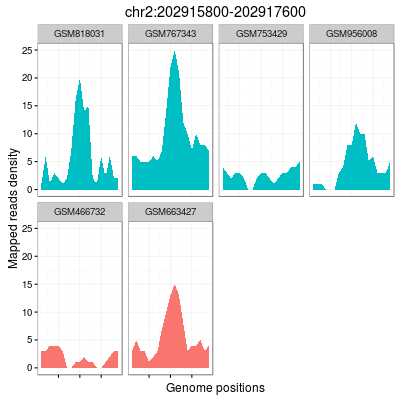 chr2:202915800-202917600
GSM818031 GSM767343 GSM753429 GSM956008
25
20
15
10
5
0
Mapped reads density
GSM466732 GSM663427
25
20
15
10
5
0
Genome positions